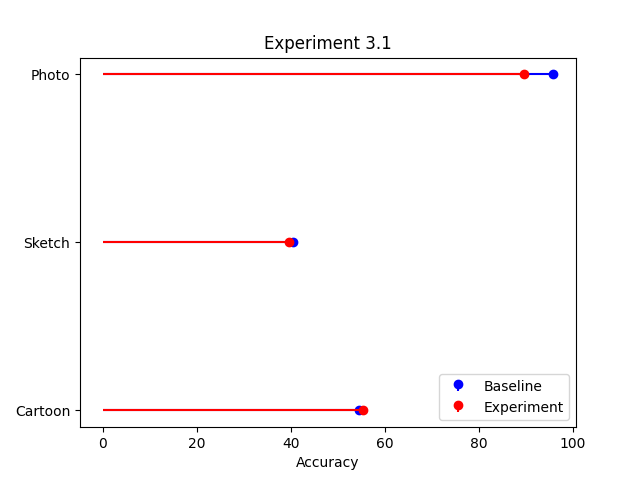 Experiment 3.1
Photo
Sketch
Cartoon
Baseline
Experiment
0 20 40 60 80 100
Accuracy